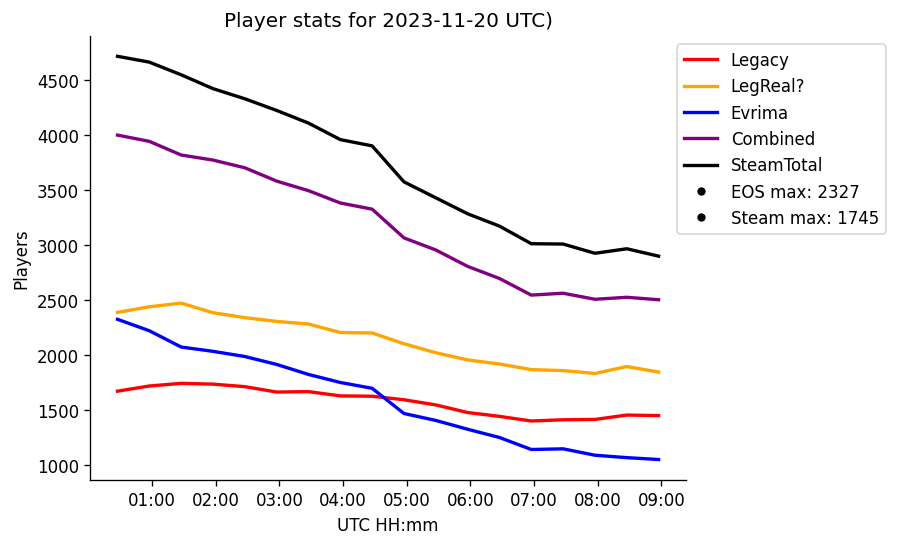 Player stats for 2023-11-20 UTC)
Legacy
LegReal?
Evrima
Combined
SteamTotal
EOS max: 2327
Steam max: 1745
Players
4500
4000
3500
3000
2500
2000
1500
1000
01:00 02:00 03:00 04:00 05:00 06:00 07:00 08:00 09:00
UTC HH:mm